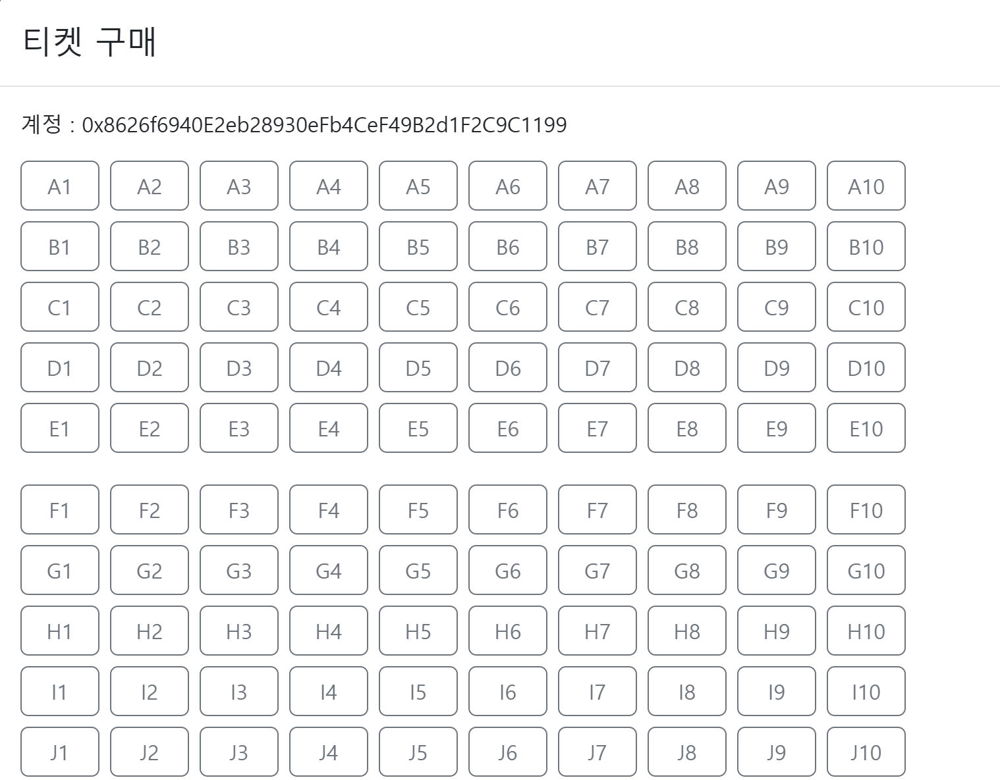 티켓 구매
계정 : 0x8626f6940E2eb28930eFb4CeF49B2d1F2C9C1199
A1 A2 A3 A4 A5 A6 A7 A8 A9 A10
B1 B2 B3 B4 B5 B6 B7 B8 B9 B10
C1 C2 C3 C4 C5 C6 C7 C8 C9 C10
D1 D2 D3 D4 D5 D6 D7 D8 D9 D10
E1 E2 E3 E4 E5 E6 E7 E8 E9 E10
F1 F2 F3 F4 F5 F6 F7 F8 F9 F10
G1 G2 G3 G4 G5 G6 G7 G8 G9 G10
H1 H2 H3 H4 H5 H6 H7 H8 H9 H10
I1 I2 I3 I4 I5 I6 I7 I8 I9 I10
J1 J2 J3 J4 J5 J6 J7 J8 J9 J10